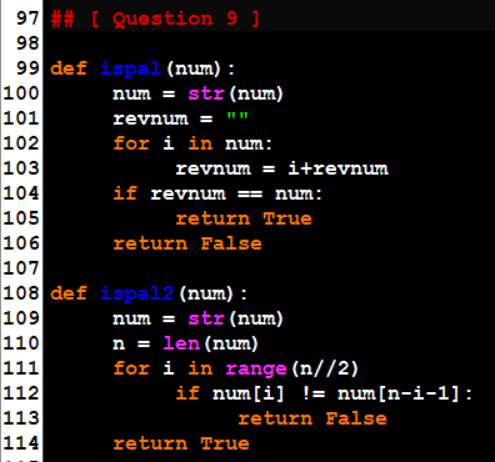 97 ## [ Question 9 ]
98
99 def ispal(num):
100     num = str(num)
101     revnum = ""
102     for i in num:
103         revnum = i+revnum
104     if revnum == num:
105         return True
106     return False
107
108 def ispal2(num):
109     num = str(num)
110     n = len(num)
111     for i in range(n//2)
112         if num[i] != num[n-i-1]:
113             return False
114     return True